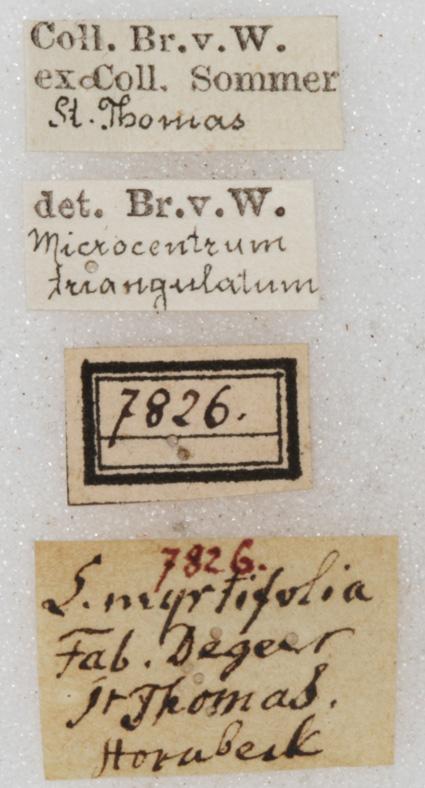 Coll. Br.v.W.
ex Coll. Sommer
St. Thomas
det. Br.v.W.
Microcentrum
triangulatum
7826.
7826.
L. myrtifolia
Fab. Degeer
St Thomas.
Hornbeck